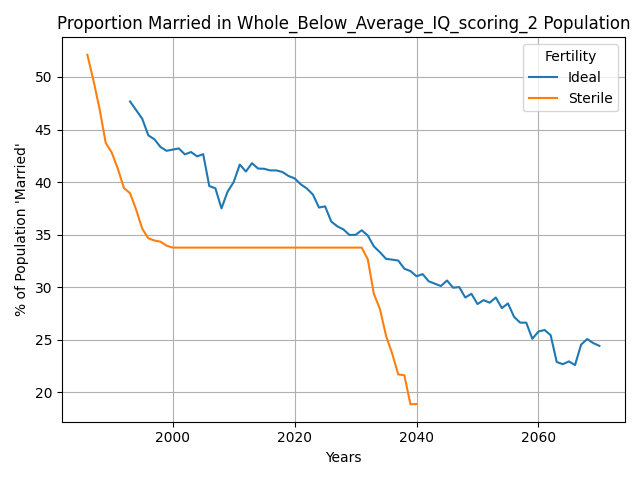 Proportion Married in Whole_Below_Average_IQ_scoring_2 Population
Fertility
Ideal
Sterile
% of Population 'Married'
50
45
40
35
30
25
20
2000
2020
2040
2060
Years